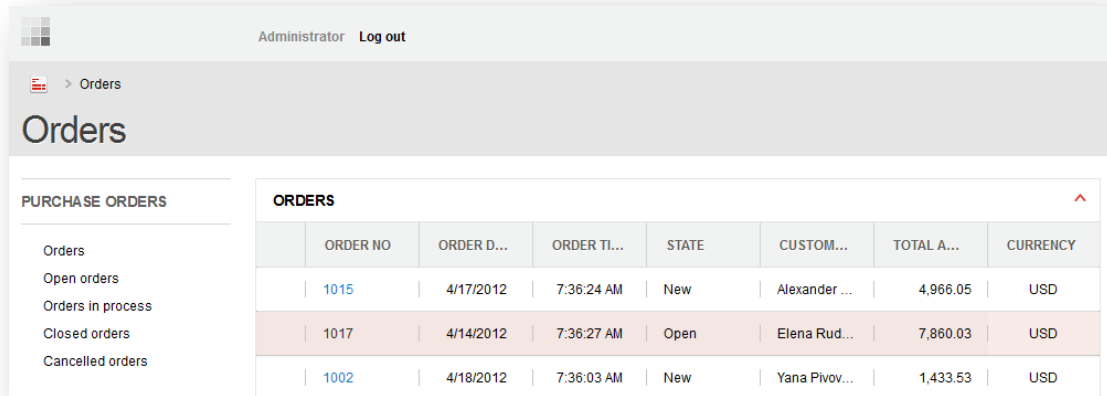 Administrator Log out
> Orders
Orders
PURCHASE ORDERS
Orders
Open orders
Orders in process
Closed orders
Cancelled orders
ORDERS
ORDER NO ORDER D... ORDER TI... STATE CUSTOM... TOTAL A... CURRENCY
1015 4/17/2012 7:36:24 AM New Alexander ... 4,966.05 USD
1017 4/14/2012 7:36:27 AM Open Elena Rud... 7,860.03 USD
1002 4/18/2012 7:36:03 AM New Yana Pivov... 1,433.53 USD